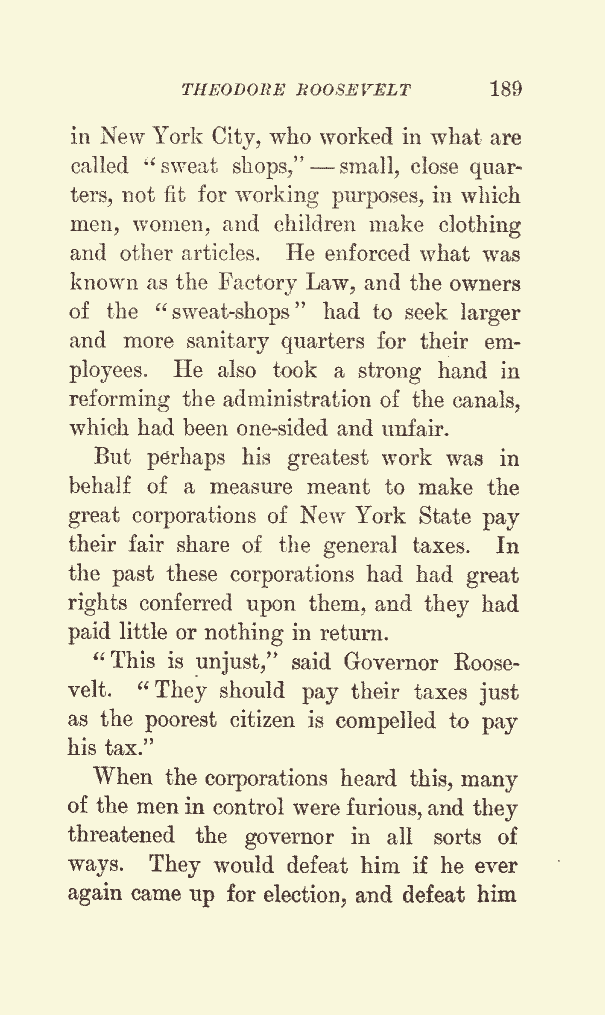 THEODORE ROOSEVELT 189
in New York City, who worked in what are
called "sweat shops," — small, close quar-
ters, not fit for working purposes, in which
men, women, and children make clothing
and other articles. He enforced what was
known as the Factory Law, and the owners
of the "sweat-shops" had to seek larger
and more sanitary quarters for their em-
ployees. He also took a strong hand in
reforming the administration of the canals,
which had been one-sided and unfair.
But perhaps his greatest work was in
behalf of a measure meant to make the
great corporations of New York State pay
their fair share of the general taxes. In
the past these corporations had had great
rights conferred upon them, and they had
paid little or nothing in return.
"This is unjust," said Governor Roose-
velt. "They should pay their taxes just
as the poorest citizen is compelled to pay
his tax."
When the corporations heard this, many
of the men in control were furious, and they
threatened the governor in all sorts of
ways. They would defeat him if he ever
again came up for election, and defeat him